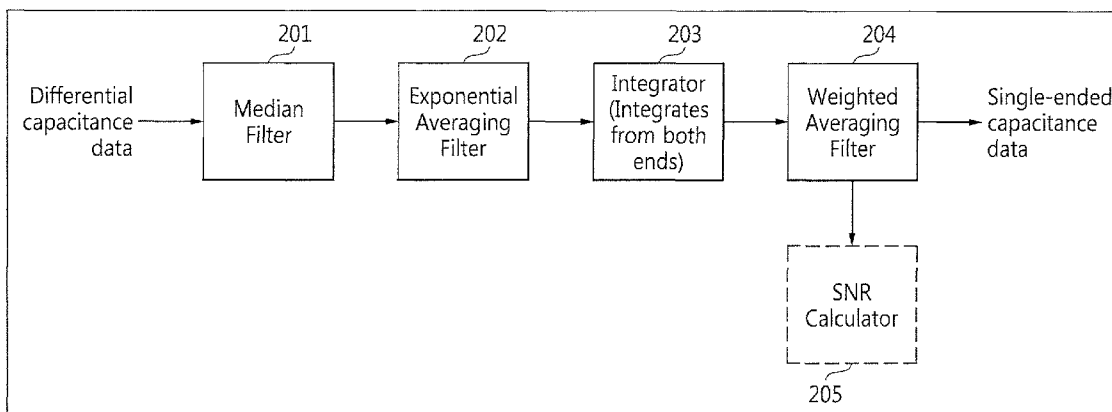 201
202
203
204
Differential
capacitance
data
Median
Filter
Exponential
Averaging
Filter
Integrator
(Integrates
from both
ends)
Weighted
Averaging
Filter
Single-ended
capacitance
data
SNR
Calculator
205